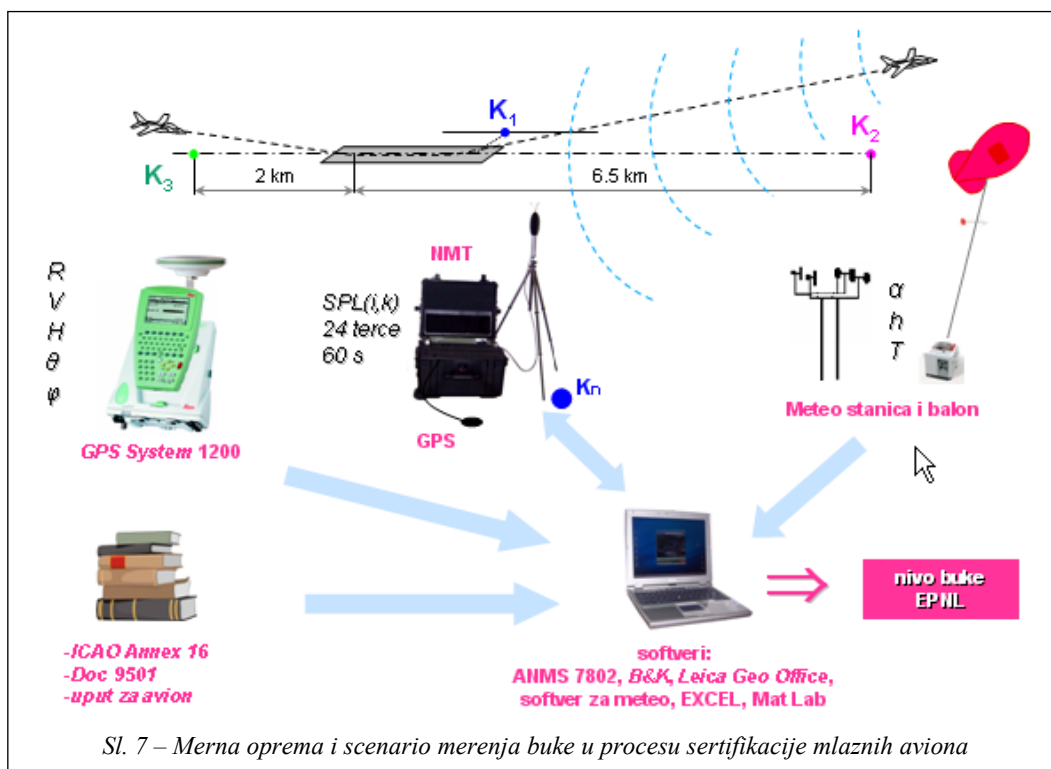 K1
K2
K3
2 km
6.5 km
R
V
H
θ
φ
GPS System 1200
NMT
SPL(i,k)
24 terce
60 s
Kn
GPS
α
h
T
Meteo stanica i balon
-ICAO Annex 16
-Doc 9501
-uput za avion
softveri:
ANMS 7802, B&K, Leica Geo Office,
softver za meteo, EXCEL, Mat Lab
nivo buke
EPNL
Sl. 7 – Merna oprema i scenario merenja buke u procesu sertifikacije mlaznih aviona